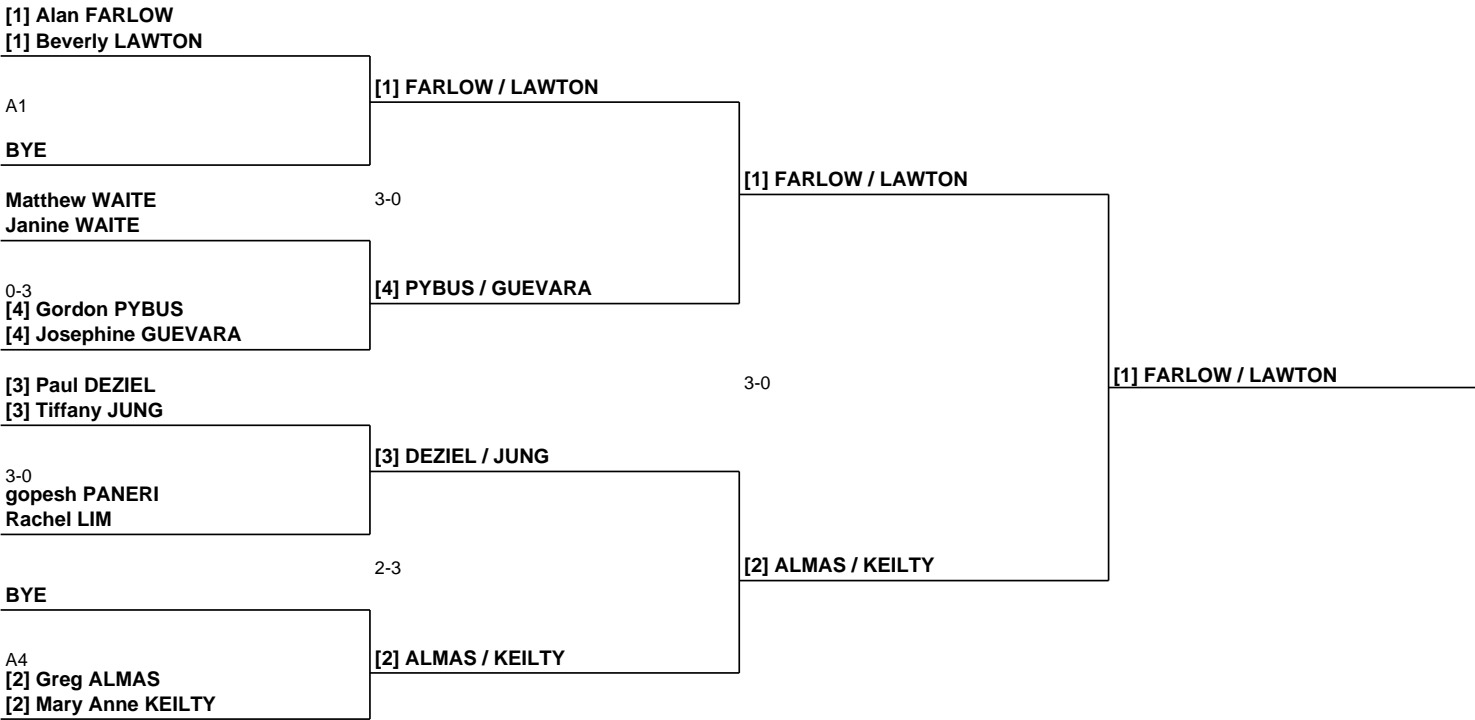 [1] Alan FARLOW
[1] Beverly LAWTON
A1
BYE
[1] FARLOW / LAWTON
Matthew WAITE
Janine WAITE
3-0
0-3
[4] Gordon PYBUS
[4] Josephine GUEVARA
[4] PYBUS / GUEVARA
[1] FARLOW / LAWTON
[3] Paul DEZIEL
[3] Tiffany JUNG
3-0
[1] FARLOW / LAWTON
3-0
gopesh PANERI
Rachel LIM
[3] DEZIEL / JUNG
2-3
[2] ALMAS / KEILTY
BYE
A4
[2] Greg ALMAS
[2] Mary Anne KEILTY
[2] ALMAS / KEILTY